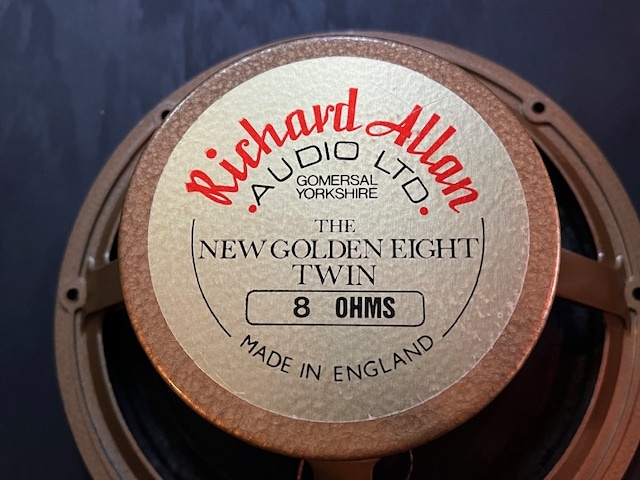 Richard Allan
AUDIO LTD.
GOMERSAL
YORKSHIRE
THE
NEW GOLDEN EIGHT
TWIN
8 OHMS
MADE IN ENGLAND